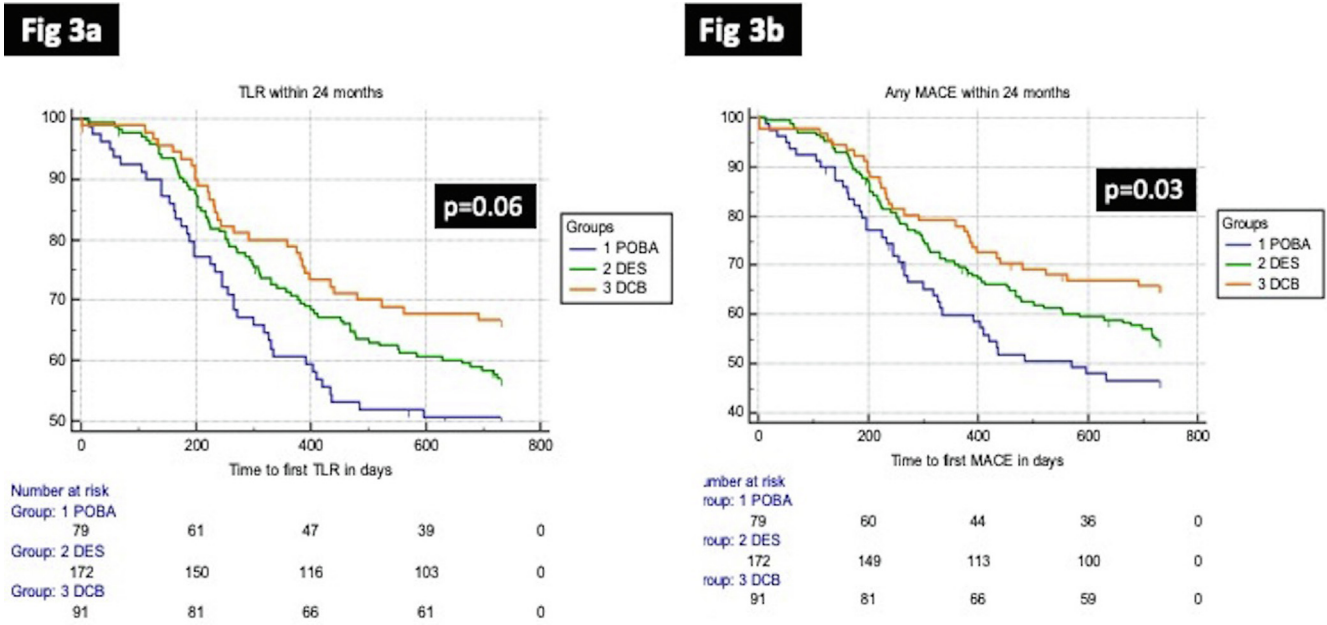 Fig 3a
TLR within 24 months
100
90
80
70
60
50
0 200 400 600 800
Time to first TLR in days
p=0.06
Groups
1 POBA
2 DES
3 DCB
Number at risk
Group: 1 POBA
79 61 47 39 0
Group: 2 DES
172 150 116 103 0
Group: 3 DCB
91 81 66 61 0
Fig 3b
Any MACE within 24 months
100
90
80
70
60
50
40
0 200 400 600 800
Time to first MACE in days
p=0.03
Groups
1 POBA
2 DES
3 DCB
umber at risk
roup: 1 POBA
79 60 44 36 0
roup: 2 DES
172 149 113 100 0
roup: 3 DCB
91 81 66 59 0